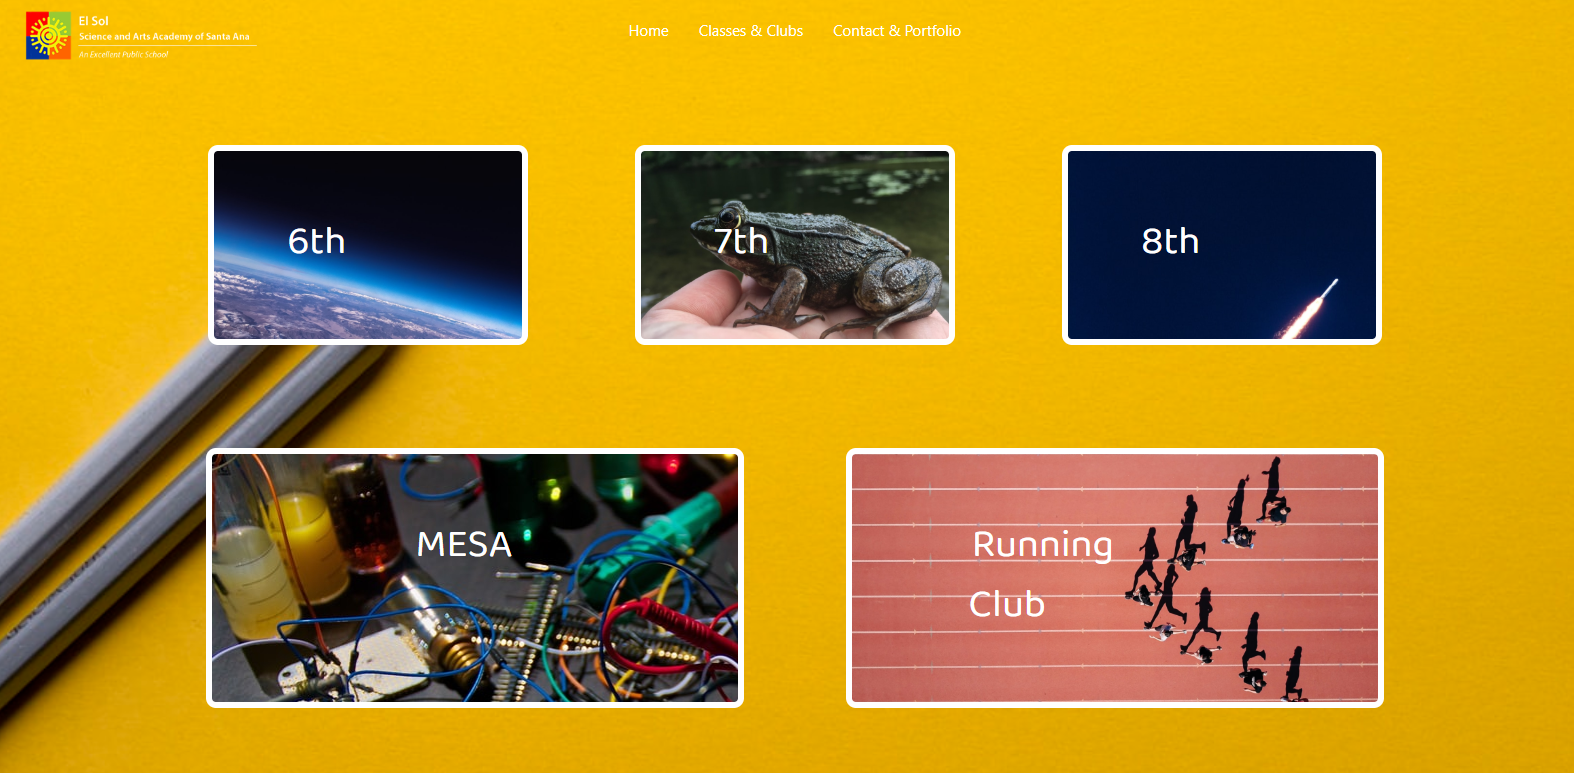 El Sol
Science and Arts Academy of Santa Ana
An Excellent Public School
Home Classes & Clubs Contact & Portfolio
6th
7th
8th
MESA
Running
Club